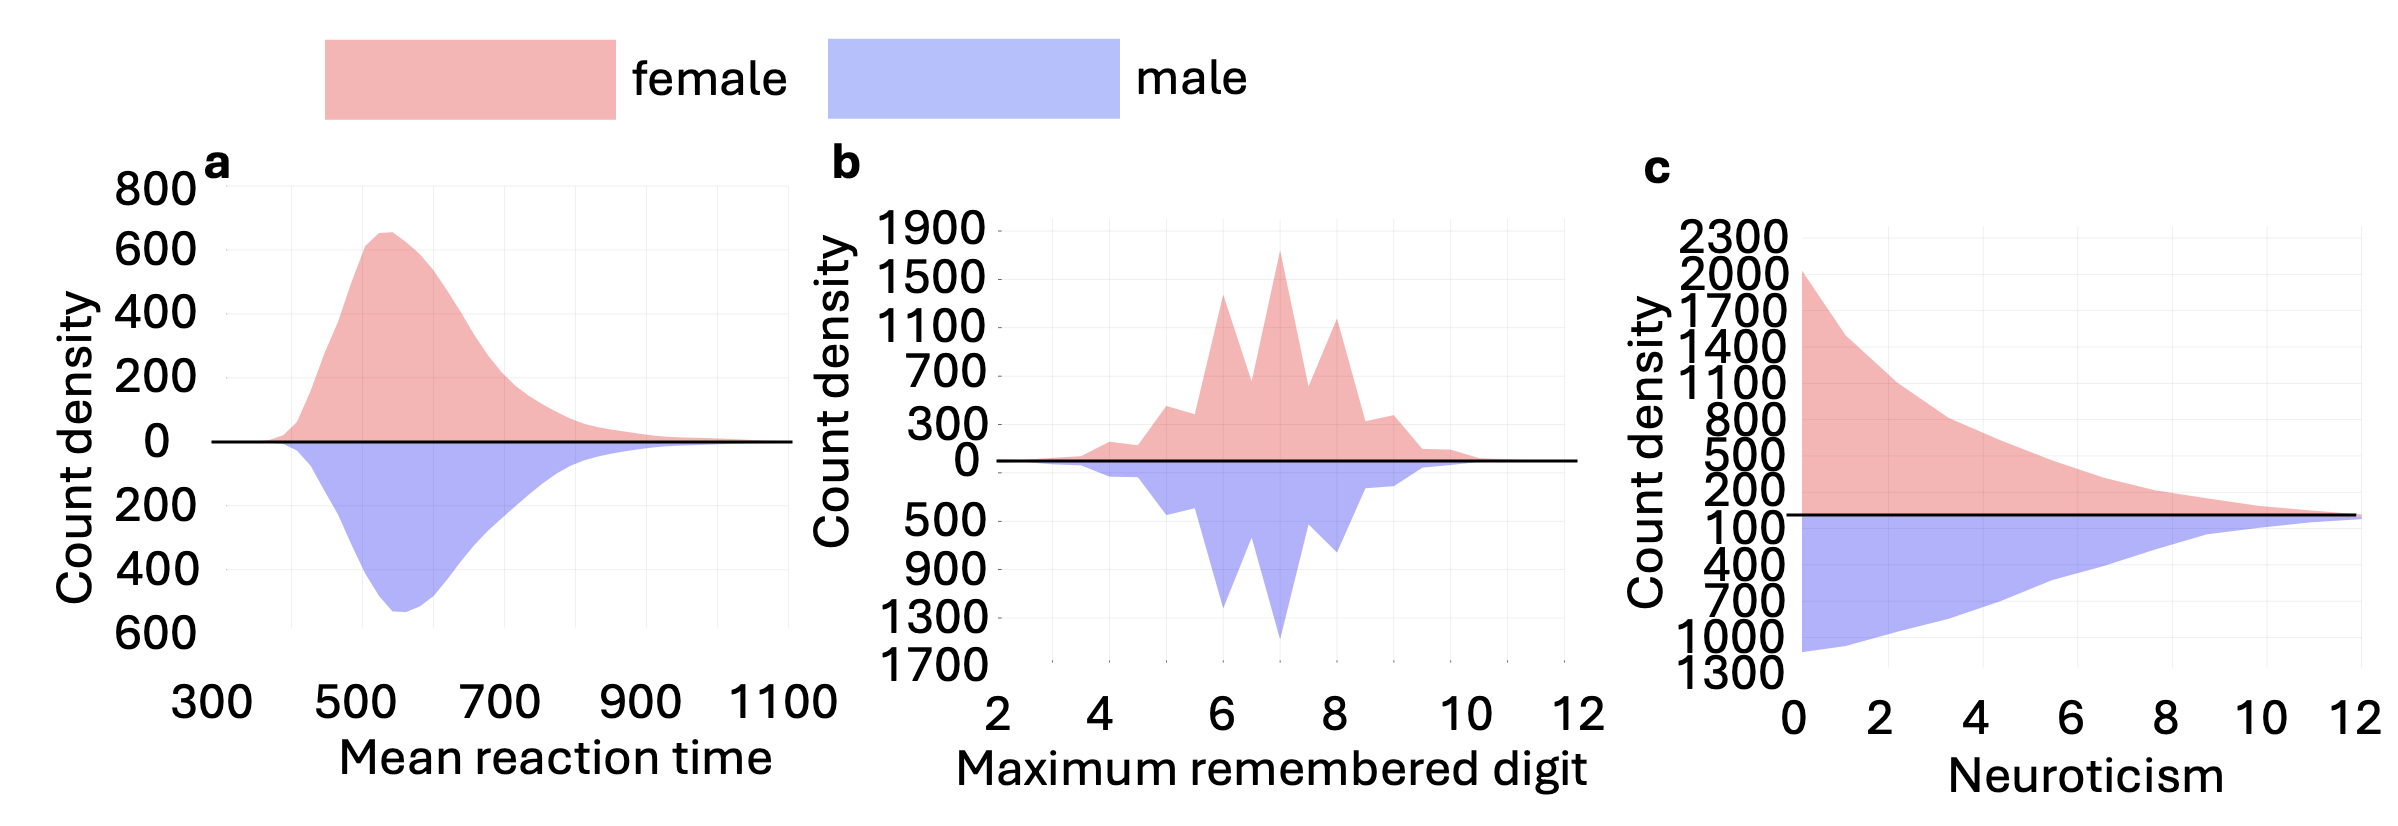 female male
a
800
600
400
200
0
200
400
600
Count density
300 500 700 900 1100
Mean reaction time
b
1900
1500
1100
700
300
0
500
900
1300
1700
Count density
2 4 6 8 10 12
Maximum remembered digit
c
2300
2000
1700
1400
1100
800
500
200
100
400
700
1000
1300
Count density
0 2 4 6 8 10 12
Neuroticism